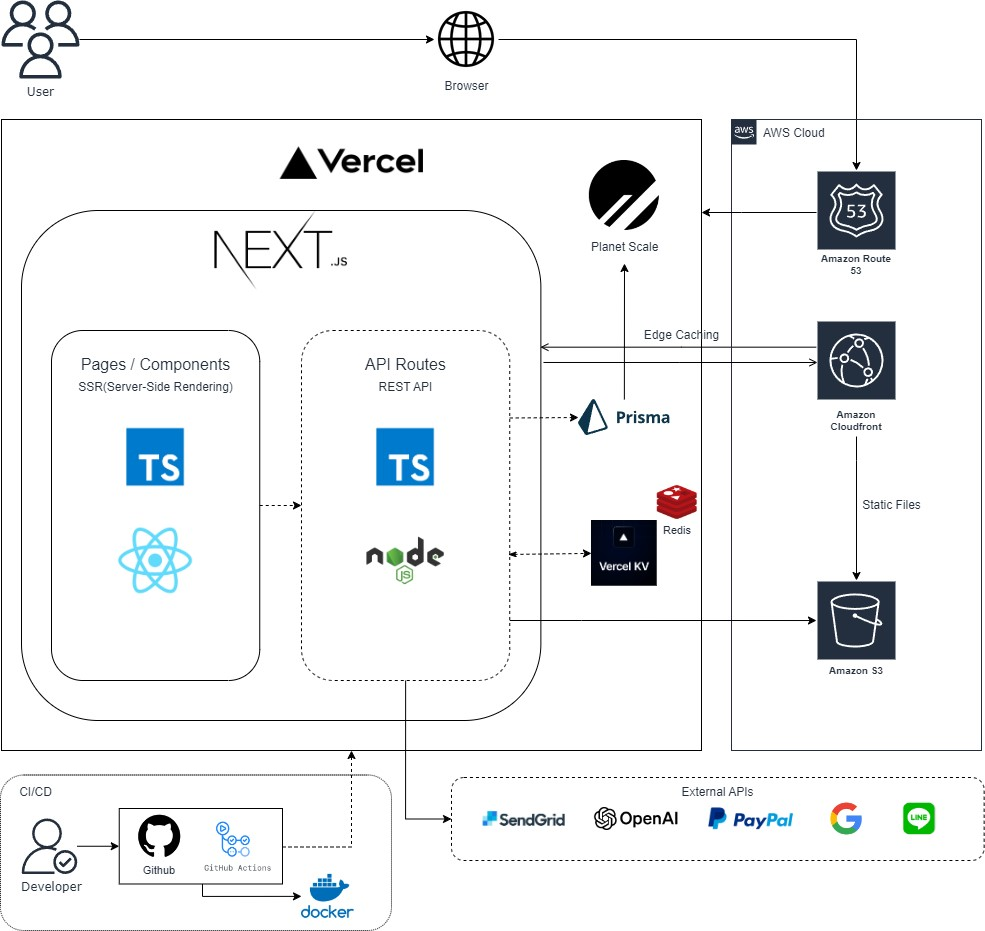 User
Browser
Vercel
aws
AWS Cloud
53
Amazon Route
53
Planet Scale
NEXT.JS
Edge Caching
Pages / Components
SSR(Server-Side Rendering)
API Routes
REST API
TS
TS
Prisma
Amazon
Cloudfront
Static Files
Redis
Vercel KV
node
JS
Amazon S3
CI/CD
Developer
Github
GitHub Actions
docker
External APIs
SendGrid
OpenAI
PayPal
G
LINE